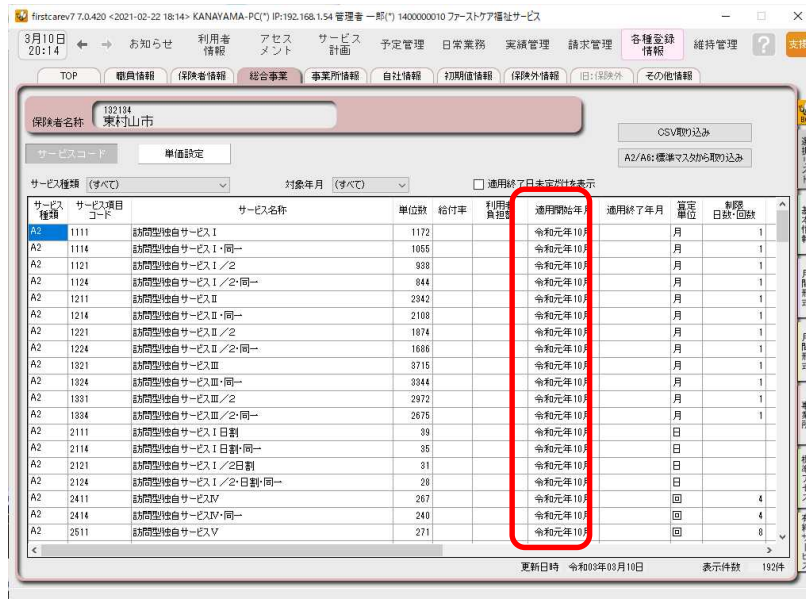 firstcarev7 7.0.420 <2021-02-22 18:14> KANAYAMA-PC(*) IP:192.168.1.54 管理者 一郎(*) 1400000010 ファーストケア福祉サービス
3月10日 20:14 ← → お知らせ 利用者情報 アセスメント サービス計画 予定管理 日常業務 実績管理 請求管理 各種登録情報 維持管理 ? 支援
TOP 職員情報 保険者情報 総合事業 事業所情報 自社情報 初期値情報 保険外情報 旧:保険外 その他情報
保険者名称 132134 東村山市
CSV取り込み
サービスコード 単価設定 A2/A6:標準マスタから取り込み
サービス種類 (すべて) 対象年月 (すべて) 適用終了日未定だけを表示
サービス種類 サービス項目コード サービス名称 単位数 給付率 利用者負担額 適用開始年月 適用終了年月 算定単位 制限日数・回数
A2 1111 訪問型独自サービスⅠ 1172 令和元年10月 月 1
A2 1114 訪問型独自サービスⅠ・同一 1055 令和元年10月 月 1
A2 1121 訪問型独自サービスⅠ/2 938 令和元年10月 月 1
A2 1124 訪問型独自サービスⅠ/2・同一 844 令和元年10月 月 1
A2 1211 訪問型独自サービスⅡ 2342 令和元年10月 月 1
A2 1214 訪問型独自サービスⅡ・同一 2108 令和元年10月 月 1
A2 1221 訪問型独自サービスⅡ/2 1874 令和元年10月 月 1
A2 1224 訪問型独自サービスⅡ/2・同一 1686 令和元年10月 月 1
A2 1321 訪問型独自サービスⅢ 3715 令和元年10月 月 1
A2 1324 訪問型独自サービスⅢ・同一 3344 令和元年10月 月 1
A2 1331 訪問型独自サービスⅢ/2 2972 令和元年10月 月 1
A2 1334 訪問型独自サービスⅢ/2・同一 2675 令和元年10月 月 1
A2 2111 訪問型独自サービスⅠ日割 39 令和元年10月 日
A2 2114 訪問型独自サービスⅠ日割・同一 35 令和元年10月 日
A2 2121 訪問型独自サービスⅠ/2日割 31 令和元年10月 日
A2 2124 訪問型独自サービスⅠ/2・日割・同一 28 令和元年10月 日
A2 2411 訪問型独自サービスⅣ 267 令和元年10月 回 4
A2 2414 訪問型独自サービスⅣ・同一 240 令和元年10月 回 4
A2 2511 訪問型独自サービスⅤ 271 令和元年10月 回 8
更新日時 令和03年03月10日 表示件数 192件